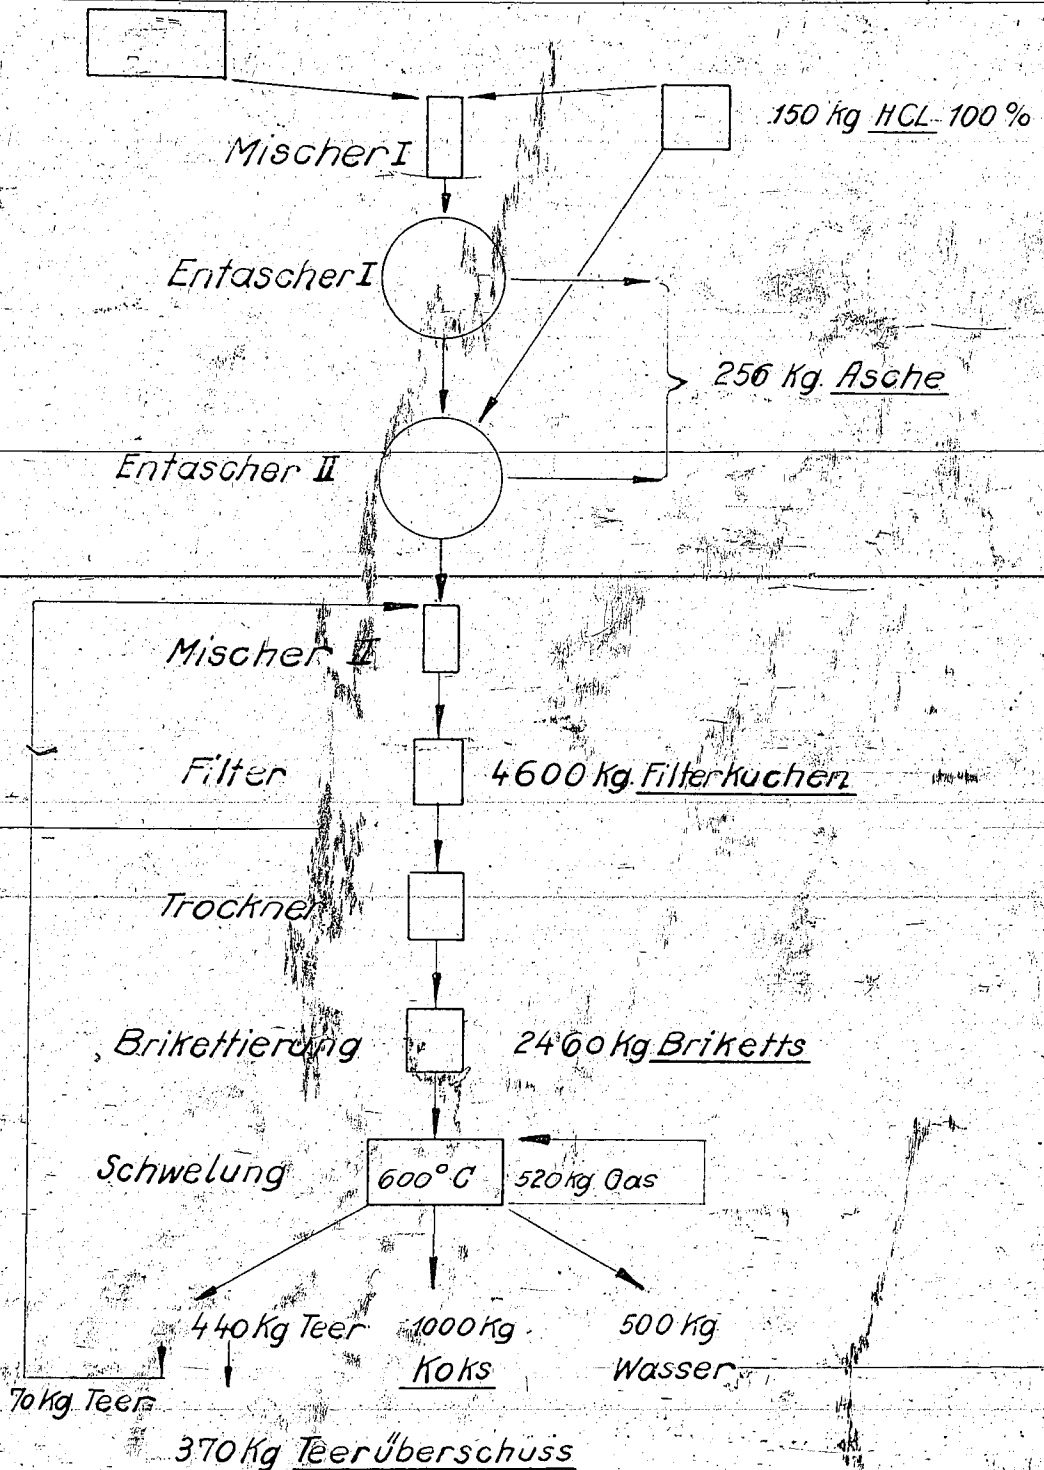 150 kg HCL 100 %
Mischer I
Entascher I
256 Kg. Asche
Entascher II
Mischer II
Filter
4600 Kg. Filterkuchen
Trockner
Brikettierung
2460 Kg Briketts
Schwelung
600° C
520 kg Gas
440 Kg Teer
1000 Kg.
Koks
500 Kg
Wasser
70 Kg Teer
370 Kg Teerüberschuss